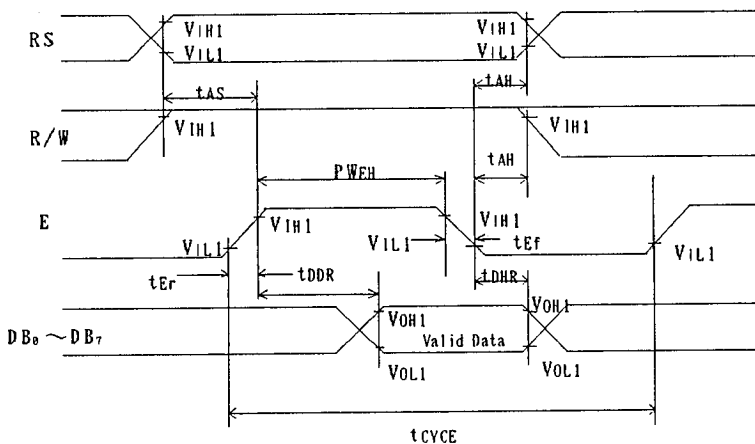 RS
VIH1
VIL1
VIH1
VIL1
tAS
tAH
R/W
VIH1
VIH1
tAH
PWEH
E
VIL1
VIH1
VIL1
VIH1
tEf
VIL1
tEr
tDDR
tDHR
DB0 ~ DB7
VOH1
Valid Data
VOL1
VOH1
VOL1
tCYCE